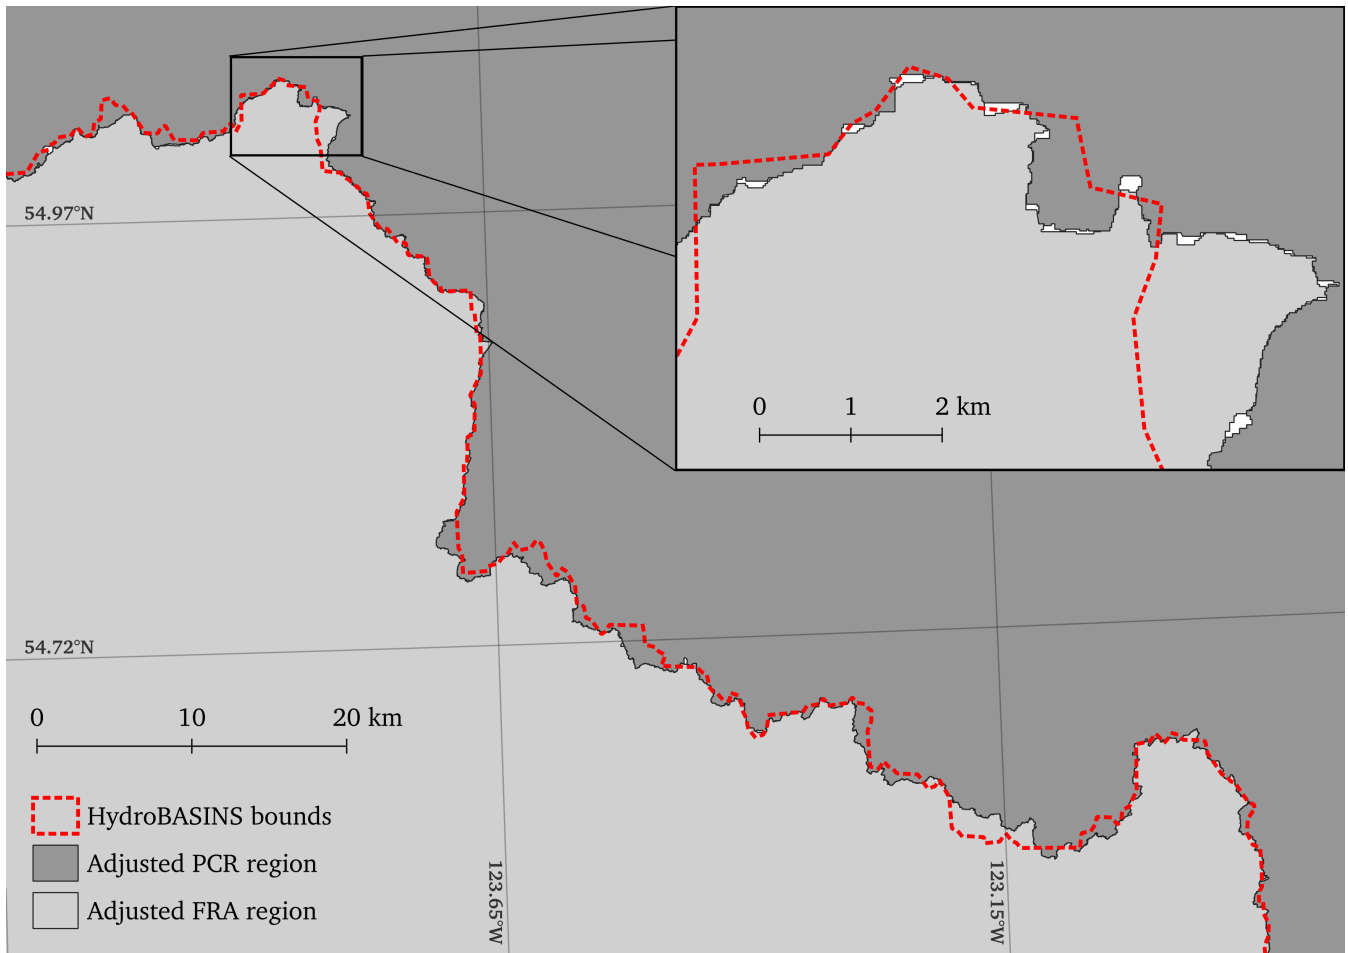 54.97°N
0 1 2 km
54.72°N
0 10 20 km
HydroBASINS bounds
Adjusted PCR region
Adjusted FRA region
123.65°W
123.15°W